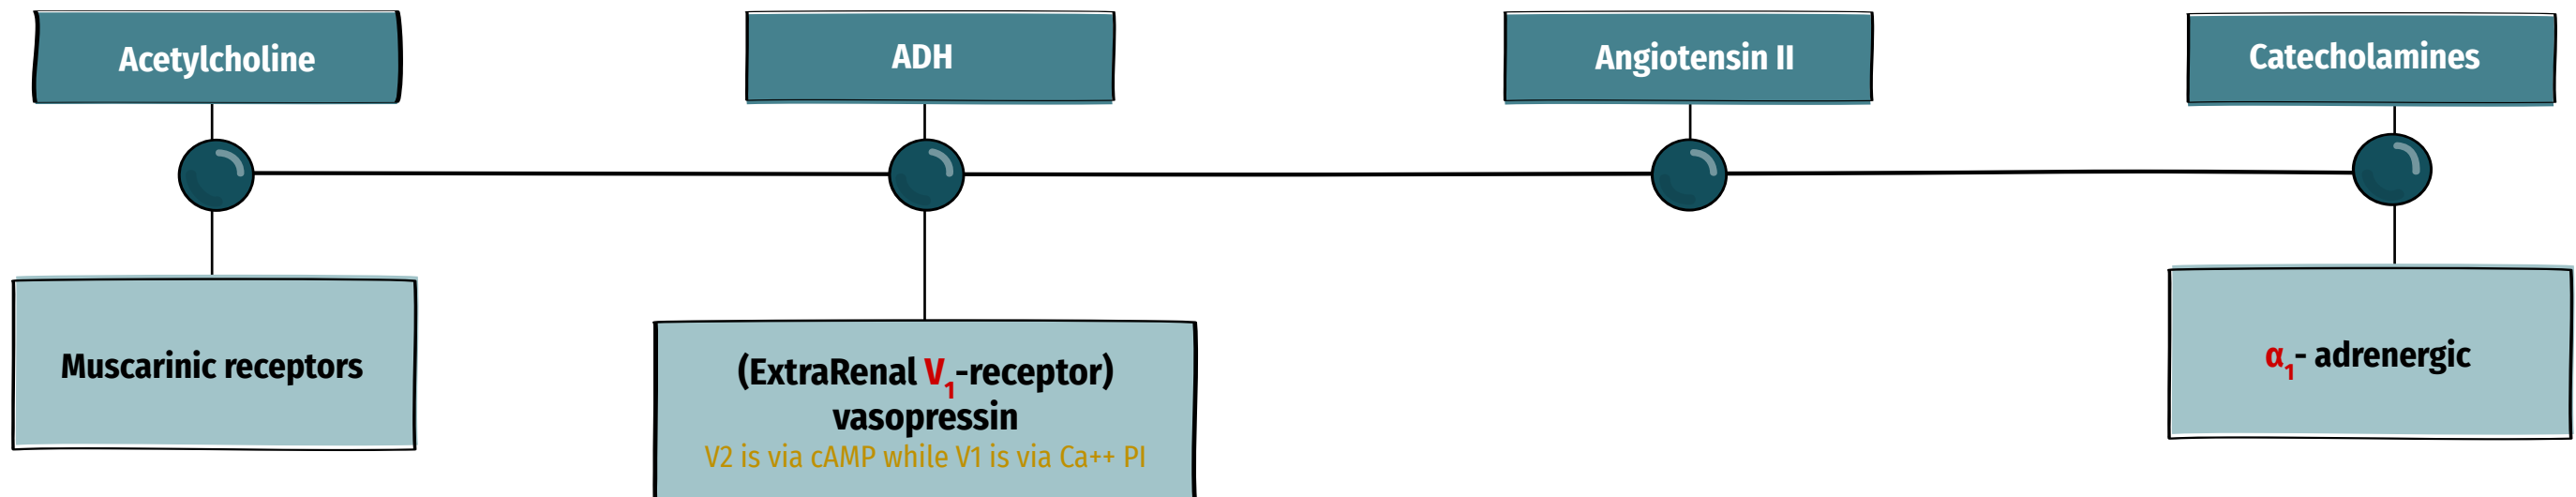 Acetylcholine
ADH
Angiotensin II
Catecholamines
Muscarinic receptors
(ExtraRenal V₁-receptor)
vasopressin
V2 is via cAMP while V1 is via Ca++ PI
α₁- adrenergic